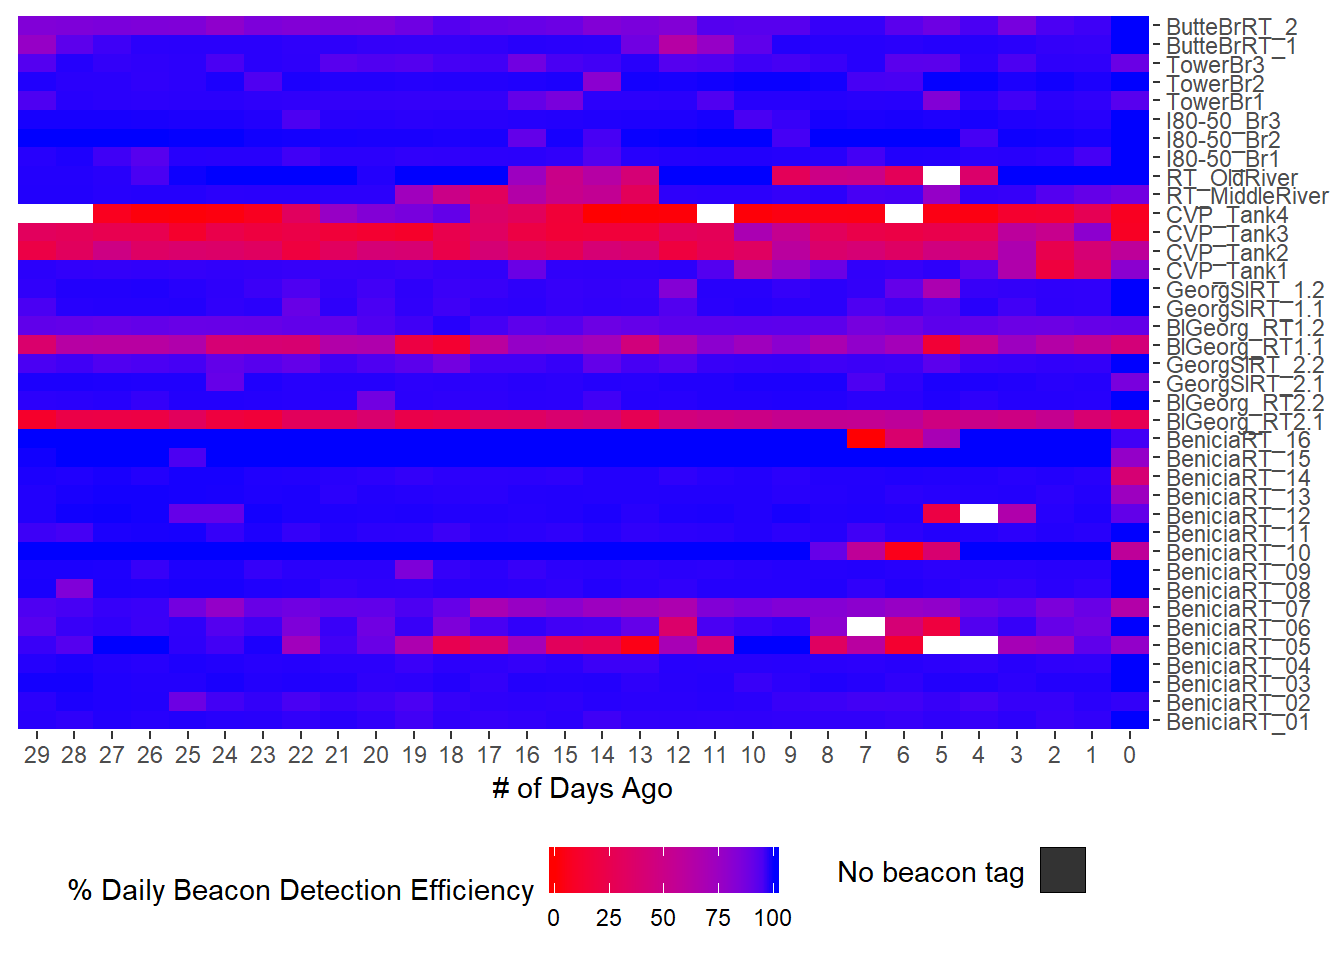 ButteBrRT_2
ButteBrRT_1
TowerBr3
TowerBr2
TowerBr1
I80-50_Br3
I80-50_Br2
I80-50_Br1
RT_OldRiver
RT_MiddleRiver
CVP_Tank4
CVP_Tank3
CVP_Tank2
CVP_Tank1
GeorgSlRT_1.2
GeorgSlRT_1.1
BlGeorg_RT1.2
BlGeorg_RT1.1
GeorgSlRT_2.2
GeorgSlRT_2.1
BlGeorg_RT2.2
BlGeorg_RT2.1
BeniciaRT_16
BeniciaRT_15
BeniciaRT_14
BeniciaRT_13
BeniciaRT_12
BeniciaRT_11
BeniciaRT_10
BeniciaRT_09
BeniciaRT_08
BeniciaRT_07
BeniciaRT_06
BeniciaRT_05
BeniciaRT_04
BeniciaRT_03
BeniciaRT_02
BeniciaRT_01
29 28 27 26 25 24 23 22 21 20 19 18 17 16 15 14 13 12 11 10 9 8 7 6 5 4 3 2 1 0
# of Days Ago
% Daily Beacon Detection Efficiency
0 25 50 75 100
No beacon tag